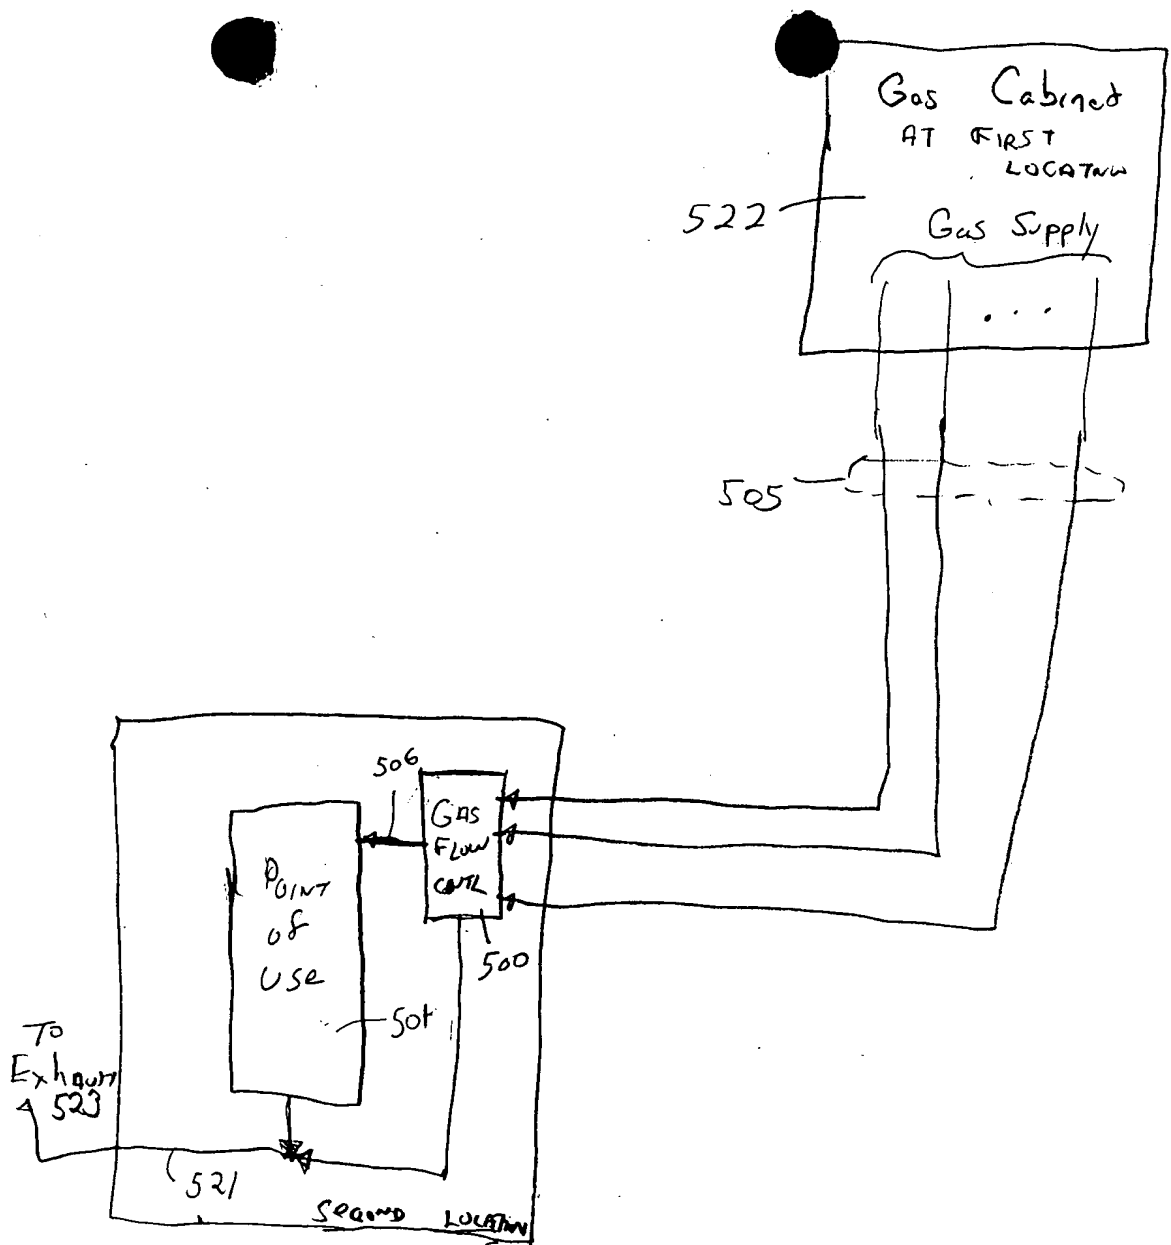 Gas Cabinet
AT FIRST
LOCATION
522
Gas Supply
...
505
506
GAS
FLOW
CNTL
POINT
of
Use
500
501
To
Exhaust
523
521
SECOND LOCATION